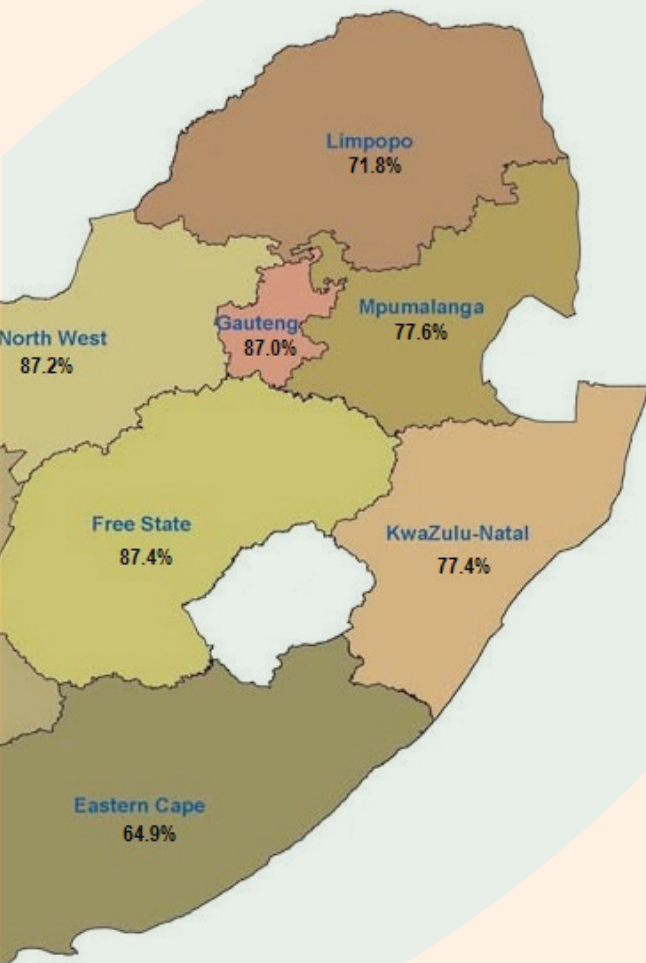 Limpopo
71.8%
Mpumalanga
77.6%
Gauteng
87.0%
North West
87.2%
Free State
87.4%
KwaZulu-Natal
77.4%
Eastern Cape
64.9%